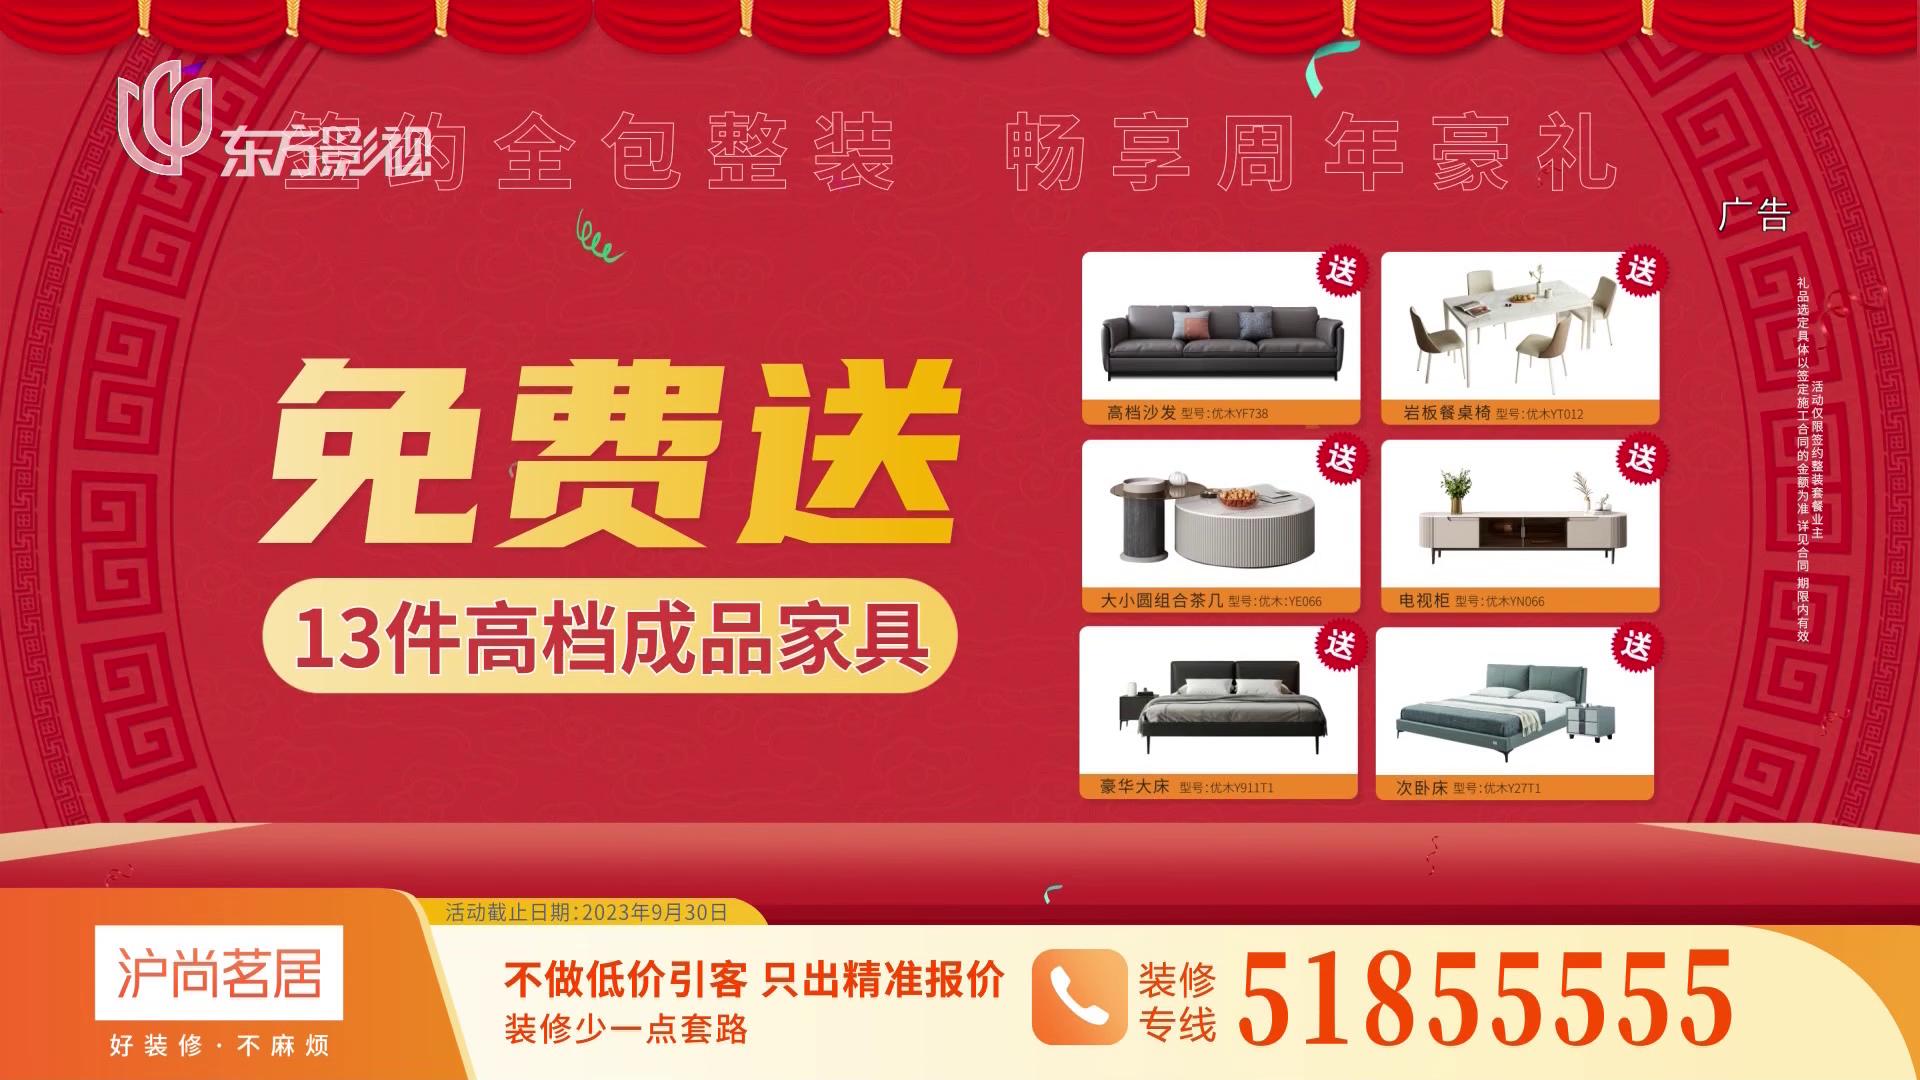 东方影视
签约全包整装 畅享周年豪礼
广告
免费送
13件高档成品家具
送
高档沙发 型号:优木YF738
送
岩板餐桌椅 型号:优木YT012
送
大小圆组合茶几 型号:优木:YE066
送
电视柜 型号:优木YN066
送
豪华大床 型号:优木Y911T1
送
次卧床 型号:优木Y27T1
活动仅限签约整装套餐业主
礼品选定具体以签定施工合同的金额为准 详见合同 期限内有效
活动截止日期:2023年9月30日
沪尚茗居
好装修·不麻烦
不做低价引客 只出精准报价
装修少一点套路
装修
专线
51855555